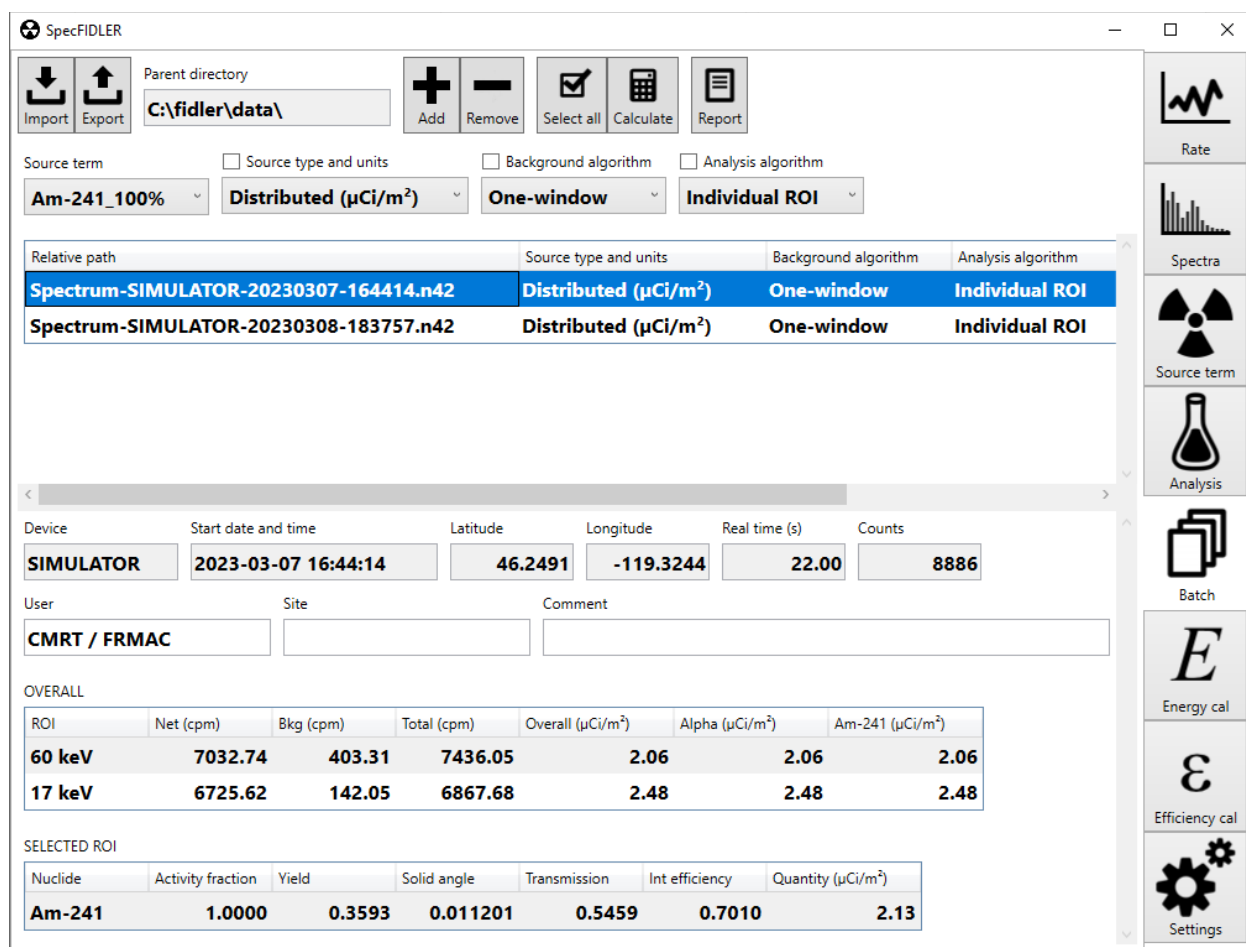 SpecFIDLER
Import Export
Parent directory
C:\fidler\data\
Add Remove Select all Calculate Report
Source term Source type and units Background algorithm Analysis algorithm
Am-241_100% Distributed (µCi/m²) One-window Individual ROI
Relative path Source type and units Background algorithm Analysis algorithm
Spectrum-SIMULATOR-20230307-164414.n42 Distributed (µCi/m²) One-window Individual ROI
Spectrum-SIMULATOR-20230308-183757.n42 Distributed (µCi/m²) One-window Individual ROI
Device Start date and time Latitude Longitude Real time (s) Counts
SIMULATOR 2023-03-07 16:44:14 46.2491 -119.3244 22.00 8886
User Site Comment
CMRT / FRMAC
OVERALL
ROI Net (cpm) Bkg (cpm) Total (cpm) Overall (µCi/m²) Alpha (µCi/m²) Am-241 (µCi/m²)
60 keV 7032.74 403.31 7436.05 2.06 2.06 2.06
17 keV 6725.62 142.05 6867.68 2.48 2.48 2.48
SELECTED ROI
Nuclide Activity fraction Yield Solid angle Transmission Int efficiency Quantity (µCi/m²)
Am-241 1.0000 0.3593 0.011201 0.5459 0.7010 2.13
Rate
Spectra
Source term
Analysis
Batch
E
Energy cal
ε
Efficiency cal
Settings